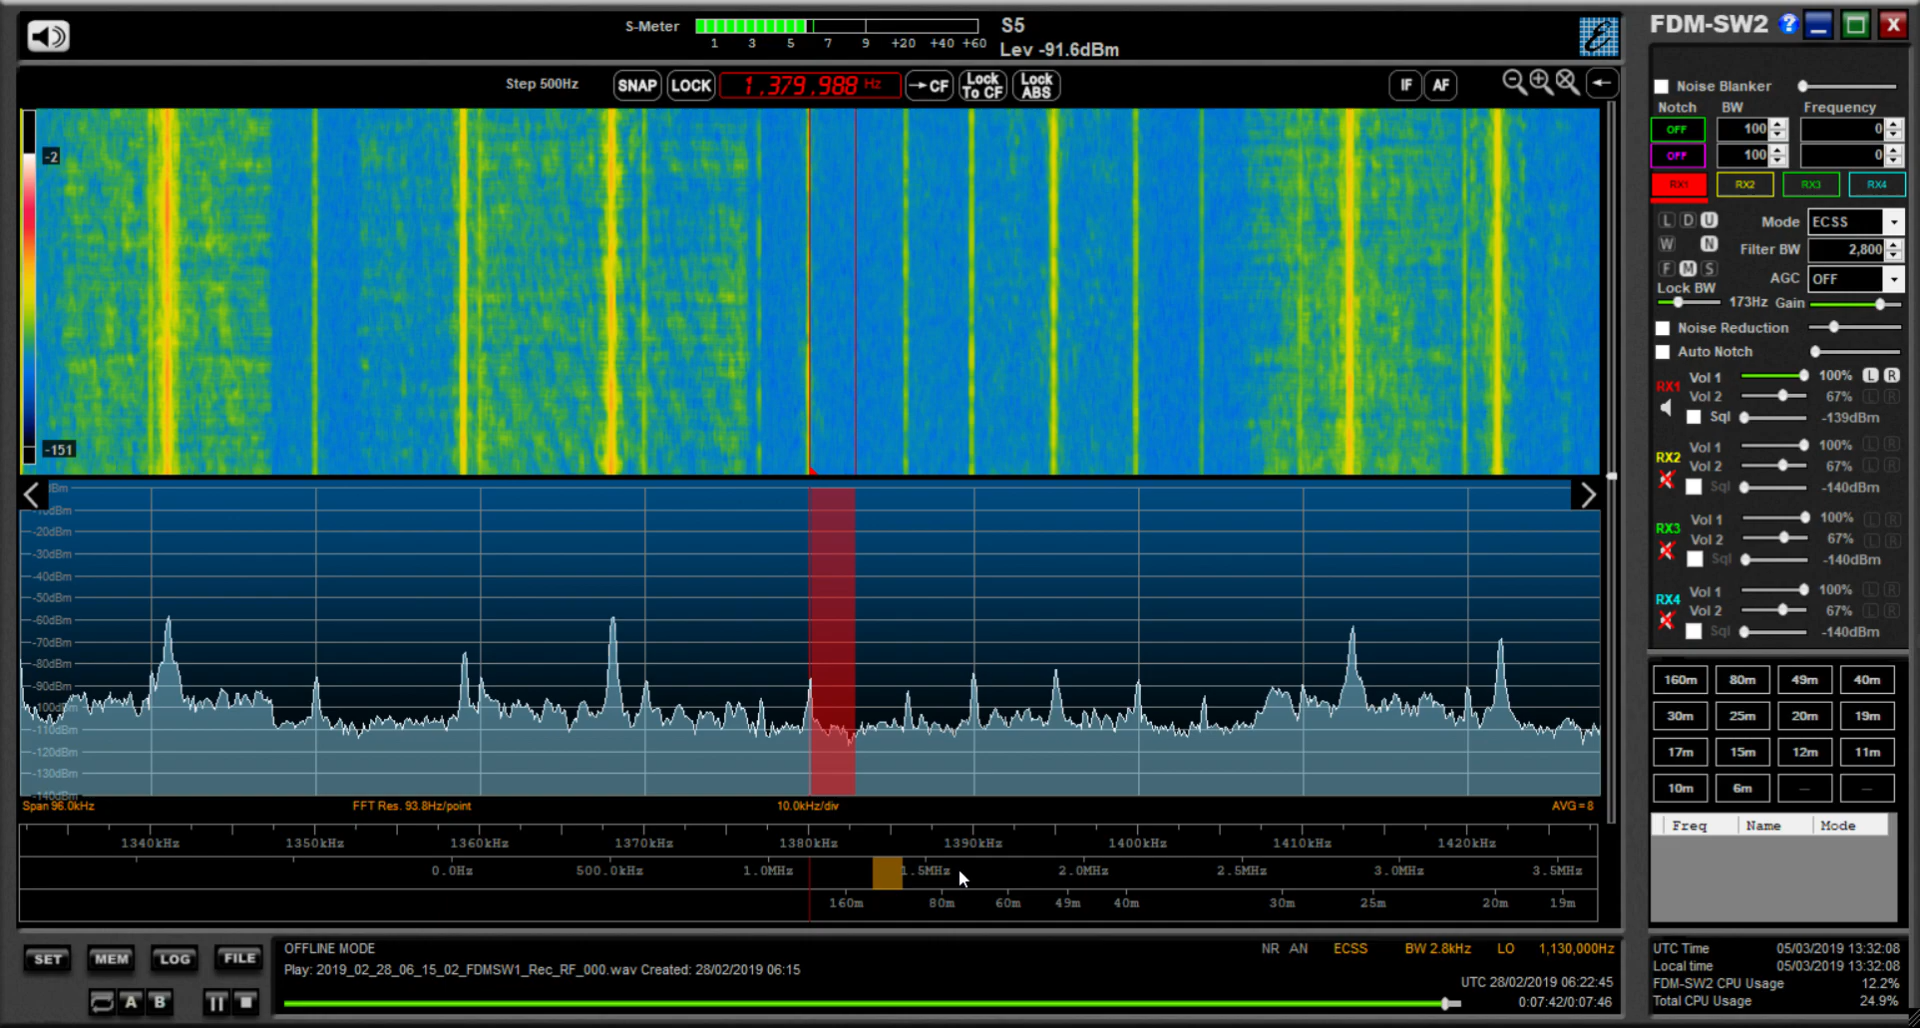 S-Meter
1 3 5 7 9 +20 +40 +60
S5
Lev -91.6dBm
FDM-SW2 ?
X
Step 500Hz SNAP LOCK 1.379.988 Hz →CF Lock To CF Lock ABS IF AF
-2
-151
-10dBm
-20dBm
-30dBm
-40dBm
-50dBm
-60dBm
-70dBm
-80dBm
-90dBm
-100dBm
-110dBm
-120dBm
-130dBm
-140dBm
Span 96.0kHz FFT Res. 93.8Hz/point 10.0kHz/div AVG = 8
1340kHz 1350kHz 1360kHz 1370kHz 1380kHz 1390kHz 1400kHz 1410kHz 1420kHz
0.0Hz 500.0kHz 1.0MHz 1.5MHz 2.0MHz 2.5MHz 3.0MHz 3.5MHz
160m 80m 60m 49m 40m 30m 25m 20m 19m
Noise Blanker
Notch BW Frequency
OFF 100 0
OFF 100 0
RX1 RX2 RX3 RX4
L D U Mode ECSS
W N Filter BW 2,800
F M S AGC OFF
Lock BW
173Hz Gain
Noise Reduction
Auto Notch
RX1 Vol 1 100% L R
Vol 2 67% L R
Sql -139dBm
RX2 Vol 1 100% L R
Vol 2 67% L R
Sql -140dBm
RX3 Vol 1 100% L R
Vol 2 67% L R
Sql -140dBm
RX4 Vol 1 100% L R
Vol 2 67% L R
Sql -140dBm
160m 80m 49m 40m
30m 25m 20m 19m
17m 15m 12m 11m
10m 6m — —
Freq Name Mode
SET MEM LOG FILE
A B
OFFLINE MODE NR AN ECSS BW 2.8kHz LO 1,130,000Hz
Play: 2019_02_28_06_15_02_FDMSW1_Rec_RF_000.wav Created: 28/02/2019 06:15
UTC 28/02/2019 06:22:45
0:07:42/0:07:46
UTC Time 05/03/2019 13:32:08
Local time 05/03/2019 13:32:08
FDM-SW2 CPU Usage 12.2%
Total CPU Usage 24.9%